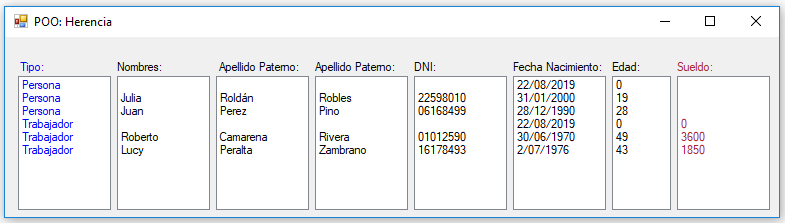 POO: Herencia
Tipo: Nombres: Apellido Paterno: Apellido Paterno: DNI: Fecha Nacimiento: Edad: Sueldo:
Persona 22/08/2019 0
Persona Julia Roldán Robles 22598010 31/01/2000 19
Persona Juan Perez Pino 06168499 28/12/1990 28
Trabajador 22/08/2019 0 0
Trabajador Roberto Camarena Rivera 01012590 30/06/1970 49 3600
Trabajador Lucy Peralta Zambrano 16178493 2/07/1976 43 1850